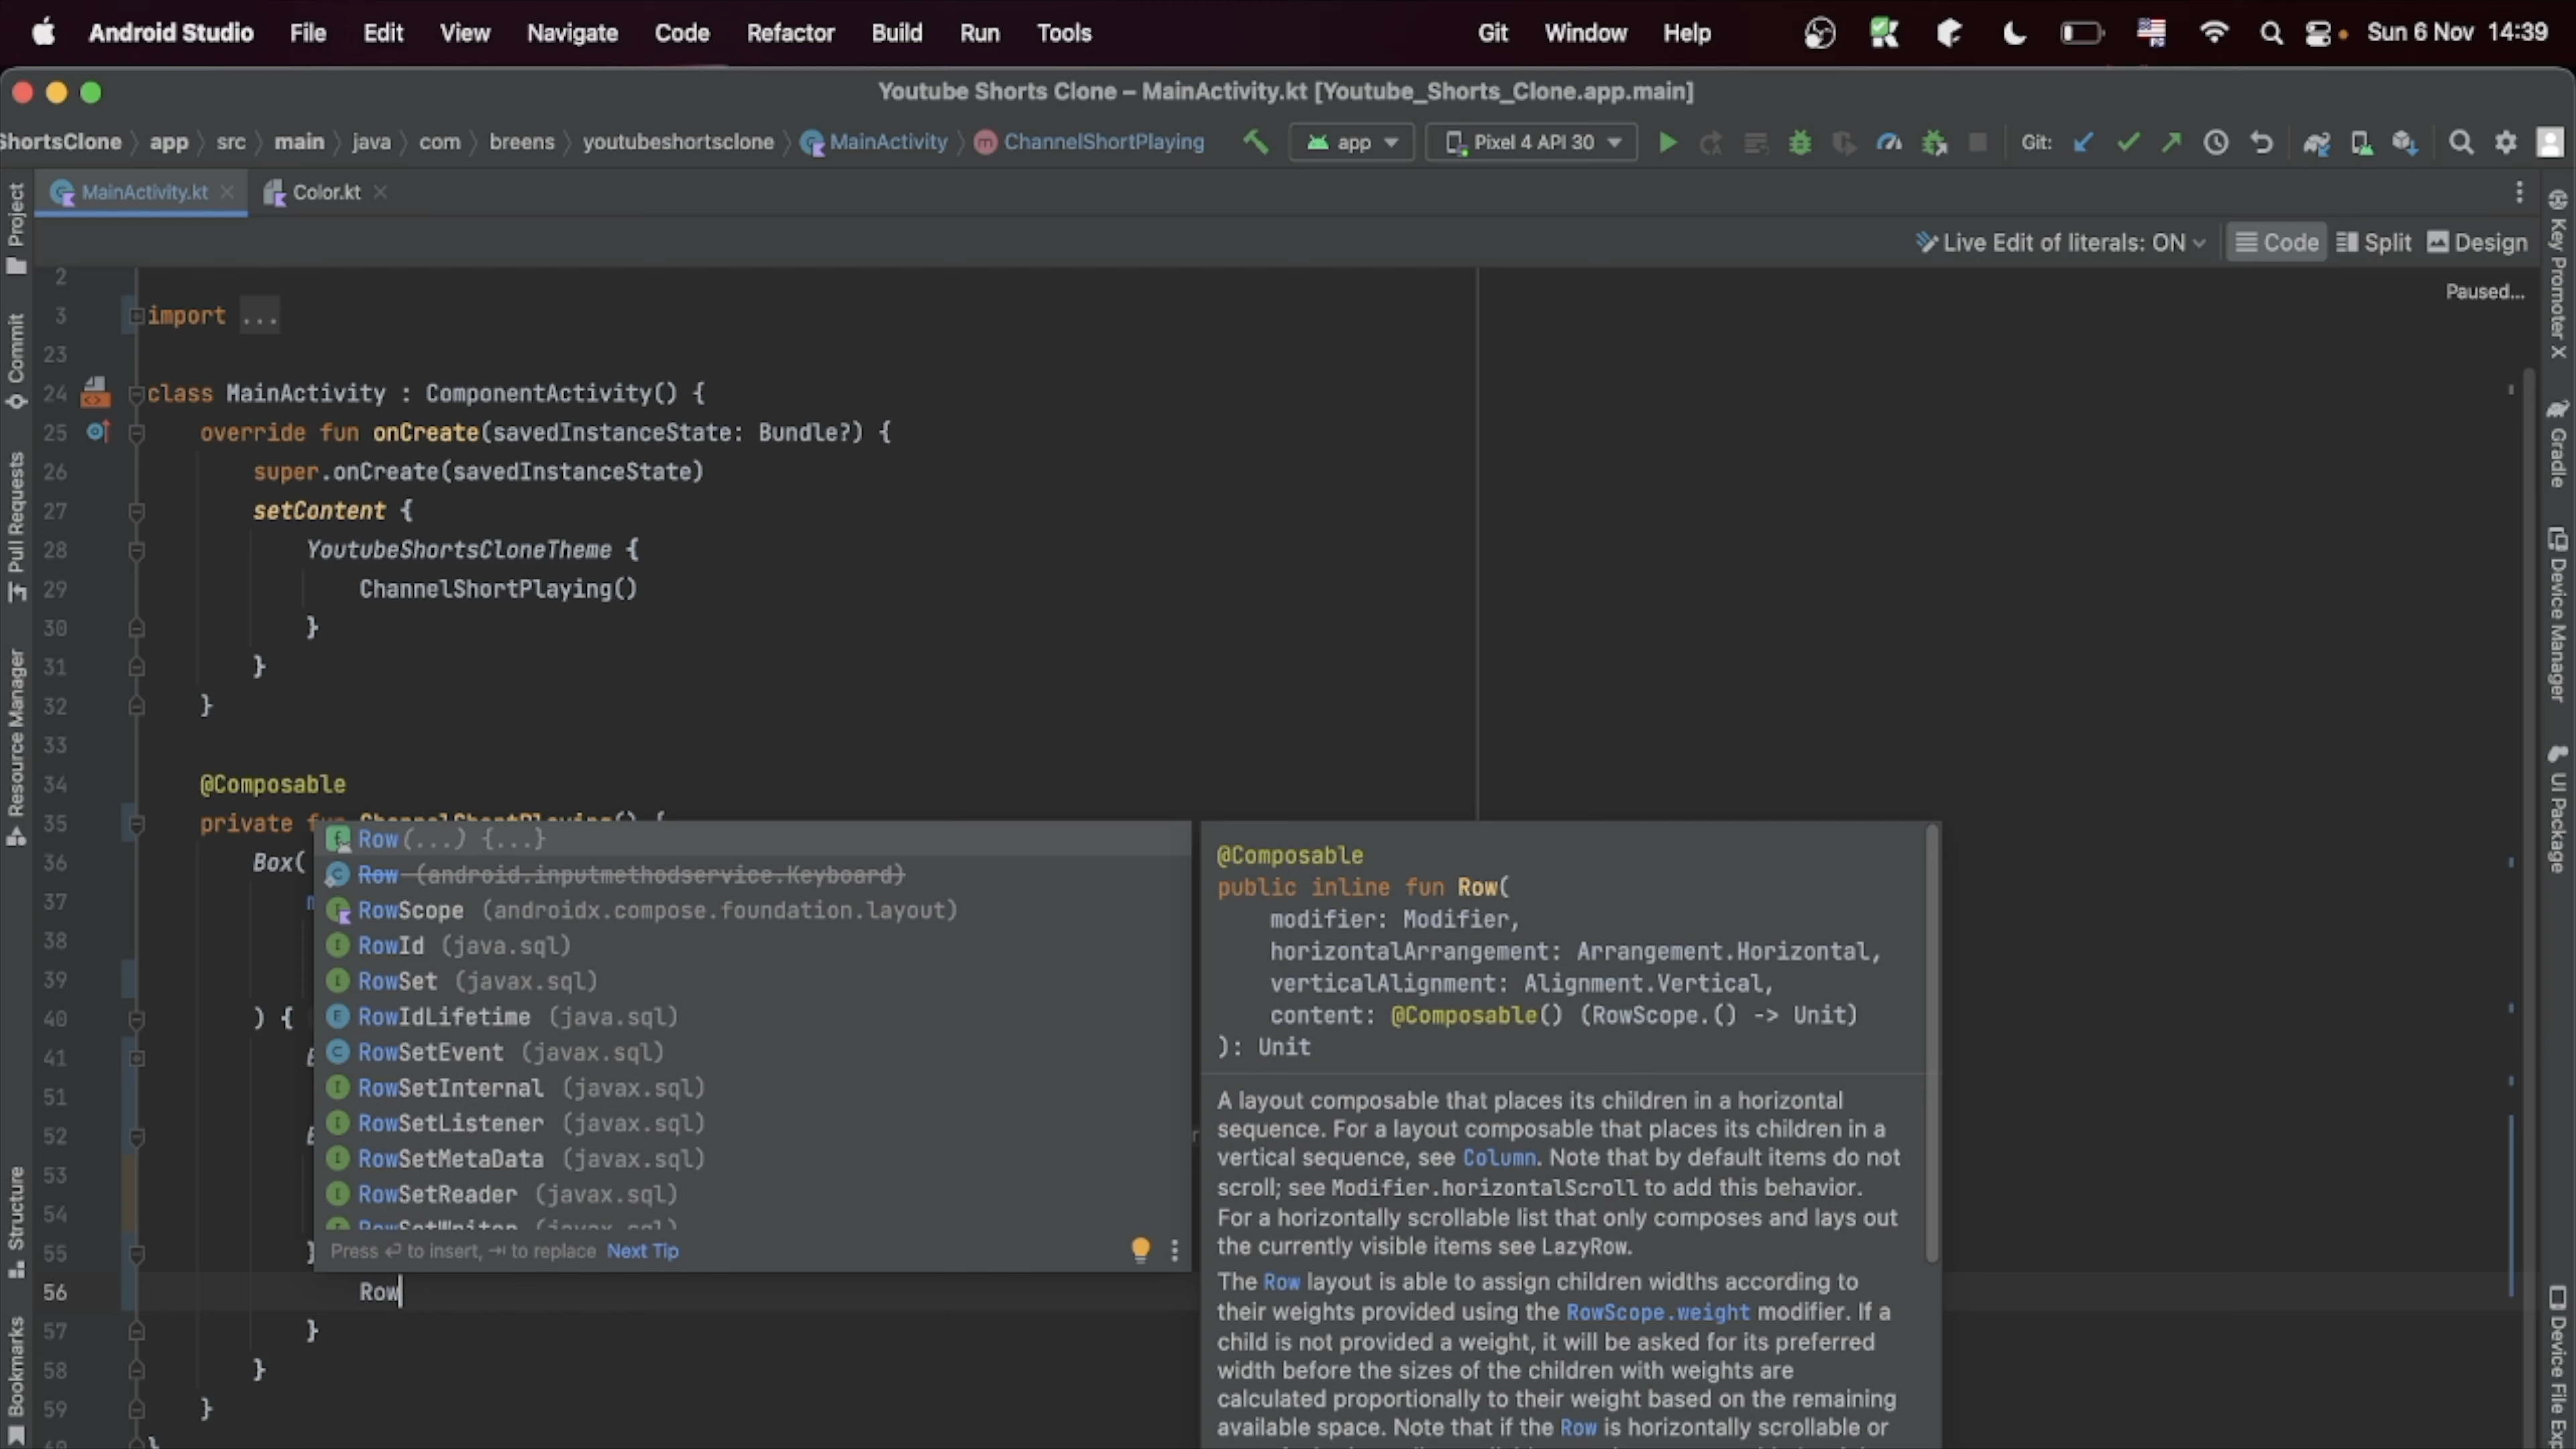 Android Studio File Edit View Navigate Code Refactor Build Run Tools Git Window Help Sun 6 Nov 14:39
Youtube Shorts Clone – MainActivity.kt [Youtube_Shorts_Clone.app.main]
ShortsClone app src main java com breens youtubeshortsclone MainActivity m ChannelShortPlaying app Pixel 4 API 30 Git:
MainActivity.kt Color.kt
Live Edit of literals: ON Code Split Design
Paused...
2
3 import ...
23
24 class MainActivity : ComponentActivity() {
25 override fun onCreate(savedInstanceState: Bundle?) {
26 super.onCreate(savedInstanceState)
27 setContent {
28 YoutubeShortsCloneTheme {
29 ChannelShortPlaying()
30 }
31 }
32 }
33
34 @Composable
35 private fun ChannelShortPlaying() {
36 Box(
37
38
39
40 ) {
41
51
52
53
54
55 }
56 Row
57 }
58 }
59 }
Row(...) {...}
Row (android.inputmethodservice.Keyboard)
RowScope (androidx.compose.foundation.layout)
RowId (java.sql)
RowSet (javax.sql)
RowIdLifetime (java.sql)
RowSetEvent (javax.sql)
RowSetInternal (javax.sql)
RowSetListener (javax.sql)
RowSetMetaData (javax.sql)
RowSetReader (javax.sql)
RowSetWriter (javax.sql)
Press ↩ to insert, ⇥ to replace Next Tip
@Composable
public inline fun Row(
modifier: Modifier,
horizontalArrangement: Arrangement.Horizontal,
verticalAlignment: Alignment.Vertical,
content: @Composable() (RowScope.() -> Unit)
): Unit
A layout composable that places its children in a horizontal
sequence. For a layout composable that places its children in a
vertical sequence, see Column. Note that by default items do not
scroll; see Modifier.horizontalScroll to add this behavior.
For a horizontally scrollable list that only composes and lays out
the currently visible items see LazyRow.
The Row layout is able to assign children widths according to
their weights provided using the RowScope.weight modifier. If a
child is not provided a weight, it will be asked for its preferred
width before the sizes of the children with weights are
calculated proportionally to their weight based on the remaining
available space. Note that if the Row is horizontally scrollable or
Project
Commit
Pull Requests
Resource Manager
Structure
Bookmarks
Key Promoter X
Gradle
Device Manager
UI Package
Device File Exp